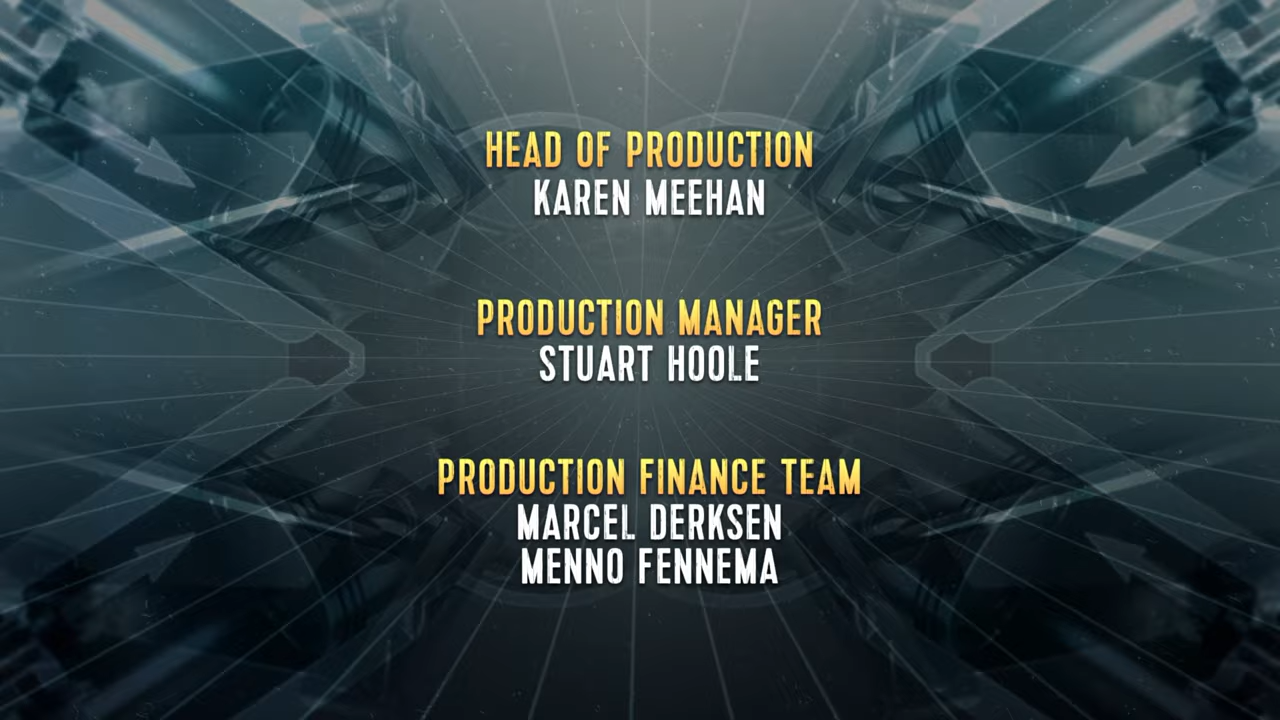 HEAD OF PRODUCTION
KAREN MEEHAN
PRODUCTION MANAGER
STUART HOOLE
PRODUCTION FINANCE TEAM
MARCEL DERKSEN
MENNO FENNEMA